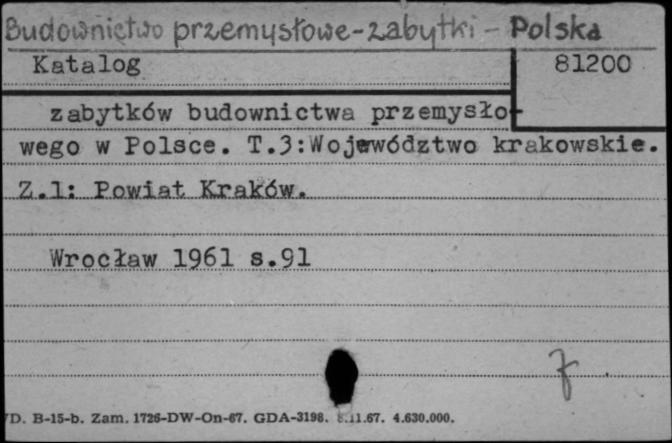 Budownictwo przemysłowe-zabytki - Polska
Katalog 81200
zabytków budownictwa przemysło-
wego w Polsce. T.3:Województwo krakowskie.
Z.1: Powiat Kraków.
Wrocław 1961 s.91
D. B-15-b. Zam. 1726-DW-On-67. GDA-3198. 8.11.67. 4.630.000.